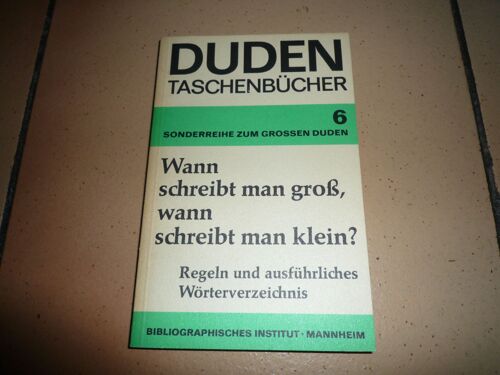 DUDEN
TASCHENBÜCHER
6
SONDERREIHE ZUM GROSSEN DUDEN
Wann
schreibt man groß,
wann
schreibt man klein?
Regeln und ausführliches
Wörterverzeichnis
BIBLIOGRAPHISCHES INSTITUT · MANNHEIM